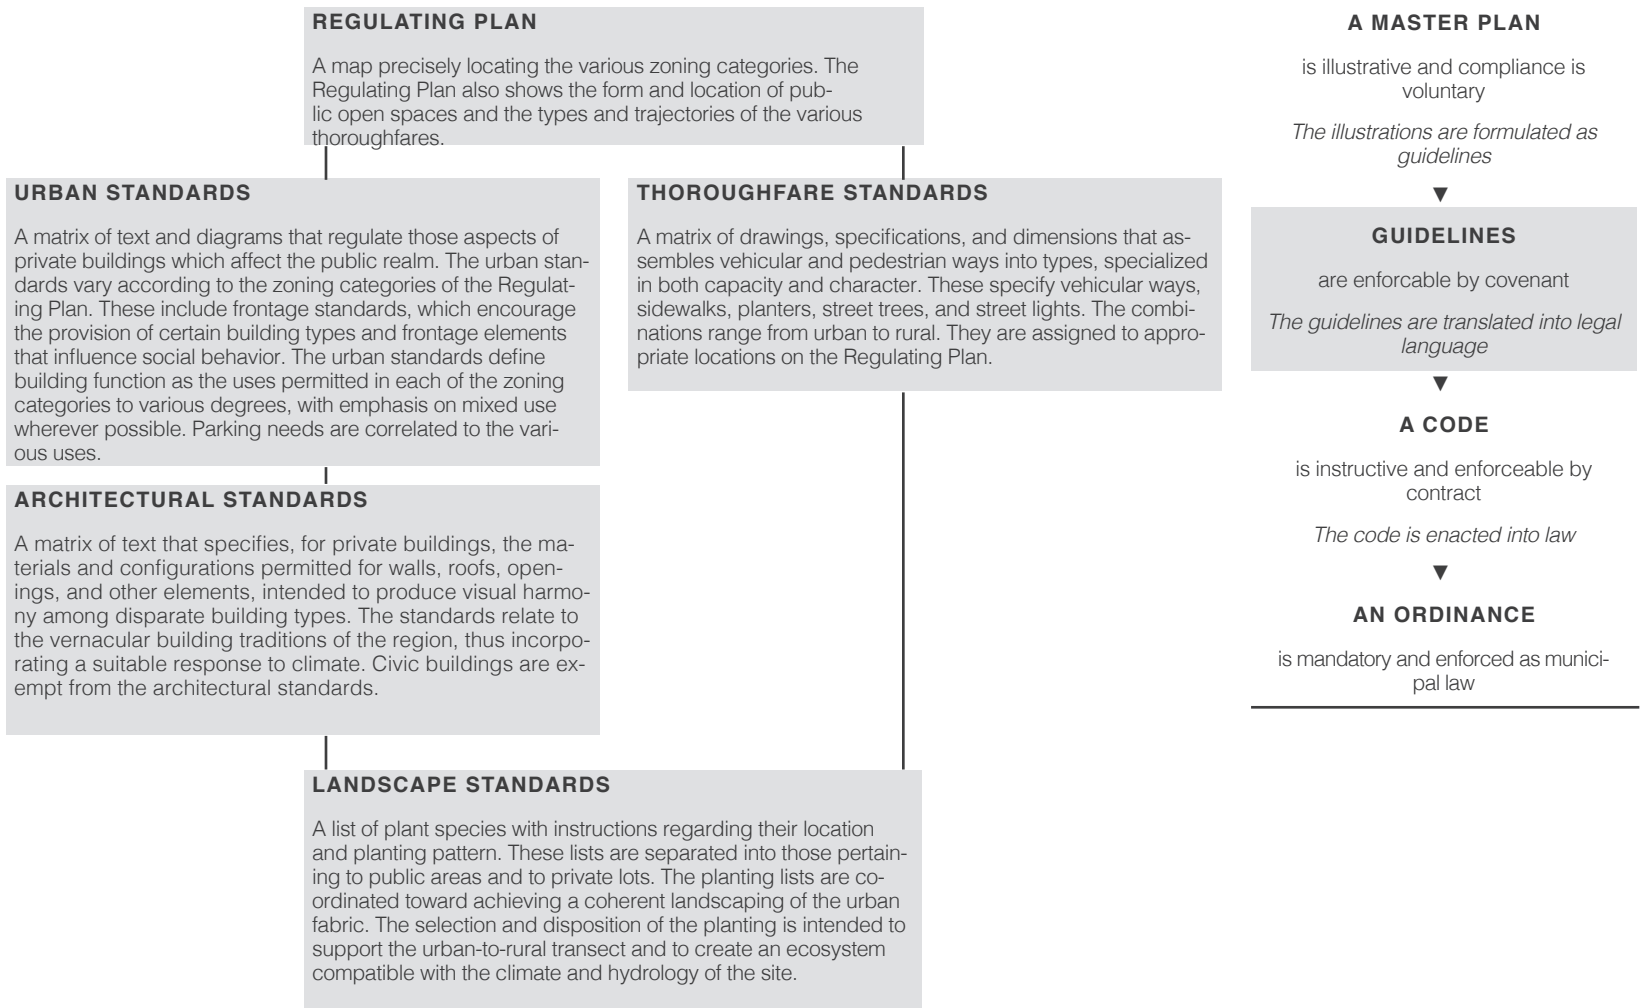 REGULATING PLAN
A map precisely locating the various zoning categories. The
Regulating Plan also shows the form and location of pub-
lic open spaces and the types and trajectories of the various
thoroughfares.
URBAN STANDARDS
A matrix of text and diagrams that regulate those aspects of
private buildings which affect the public realm. The urban stan-
dards vary according to the zoning categories of the Regulat-
ing Plan. These include frontage standards, which encourage
the provision of certain building types and frontage elements
that influence social behavior. The urban standards define
building function as the uses permitted in each of the zoning
categories to various degrees, with emphasis on mixed use
wherever possible. Parking needs are correlated to the vari-
ous uses.
THOROUGHFARE STANDARDS
A matrix of drawings, specifications, and dimensions that as-
sembles vehicular and pedestrian ways into types, specialized
in both capacity and character. These specify vehicular ways,
sidewalks, planters, street trees, and street lights. The combi-
nations range from urban to rural. They are assigned to appro-
priate locations on the Regulating Plan.
ARCHITECTURAL STANDARDS
A matrix of text that specifies, for private buildings, the ma-
terials and configurations permitted for walls, roofs, open-
ings, and other elements, intended to produce visual harmo-
ny among disparate building types. The standards relate to
the vernacular building traditions of the region, thus incorpo-
rating a suitable response to climate. Civic buildings are ex-
empt from the architectural standards.
LANDSCAPE STANDARDS
A list of plant species with instructions regarding their location
and planting pattern. These lists are separated into those pertain-
ing to public areas and to private lots. The planting lists are co-
ordinated toward achieving a coherent landscaping of the urban
fabric. The selection and disposition of the planting is intended to
support the urban-to-rural transect and to create an ecosystem
compatible with the climate and hydrology of the site.
A MASTER PLAN
is illustrative and compliance is
voluntary
The illustrations are formulated as
guidelines
GUIDELINES
are enforcable by covenant
The guidelines are translated into legal
language
A CODE
is instructive and enforceable by
contract
The code is enacted into law
AN ORDINANCE
is mandatory and enforced as munici-
pal law